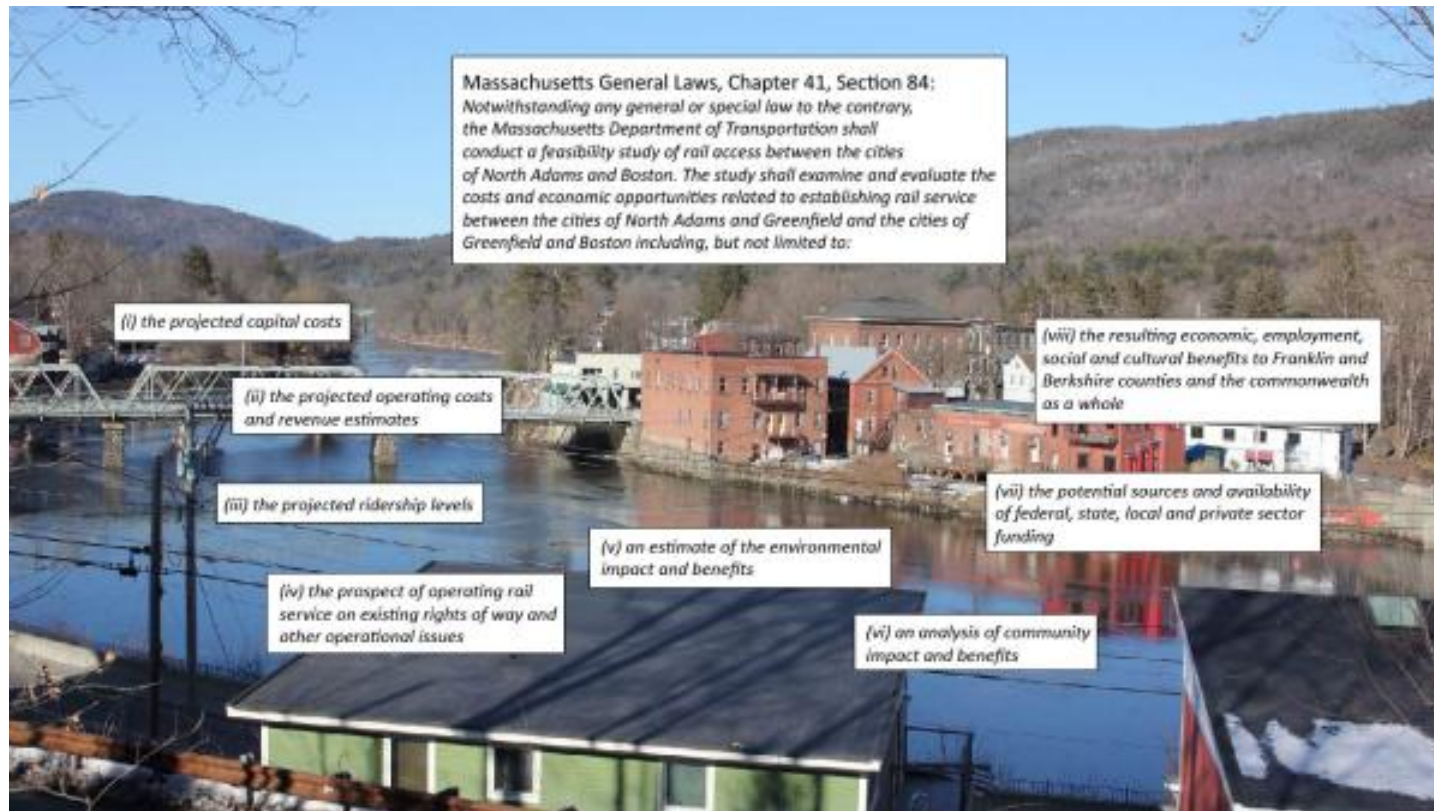 Massachusetts General Laws, Chapter 41, Section 84:
Notwithstanding any general or special law to the contrary,
the Massachusetts Department of Transportation shall
conduct a feasibility study of rail access between the cities
of North Adams and Boston. The study shall examine and evaluate the
costs and economic opportunities related to establishing rail service
between the cities of North Adams and Greenfield and the cities of
Greenfield and Boston including, but not limited to:
(i) the projected capital costs
(ii) the projected operating costs
and revenue estimates
(iii) the projected ridership levels
(iv) the prospect of operating rail
service on existing rights of way and
other operational issues
(v) an estimate of the environmental
impact and benefits
(vi) an analysis of community
impact and benefits
(vii) the potential sources and availability
of federal, state, local and private sector
funding
(viii) the resulting economic, employment,
social and cultural benefits to Franklin and
Berkshire counties and the commonwealth
as a whole